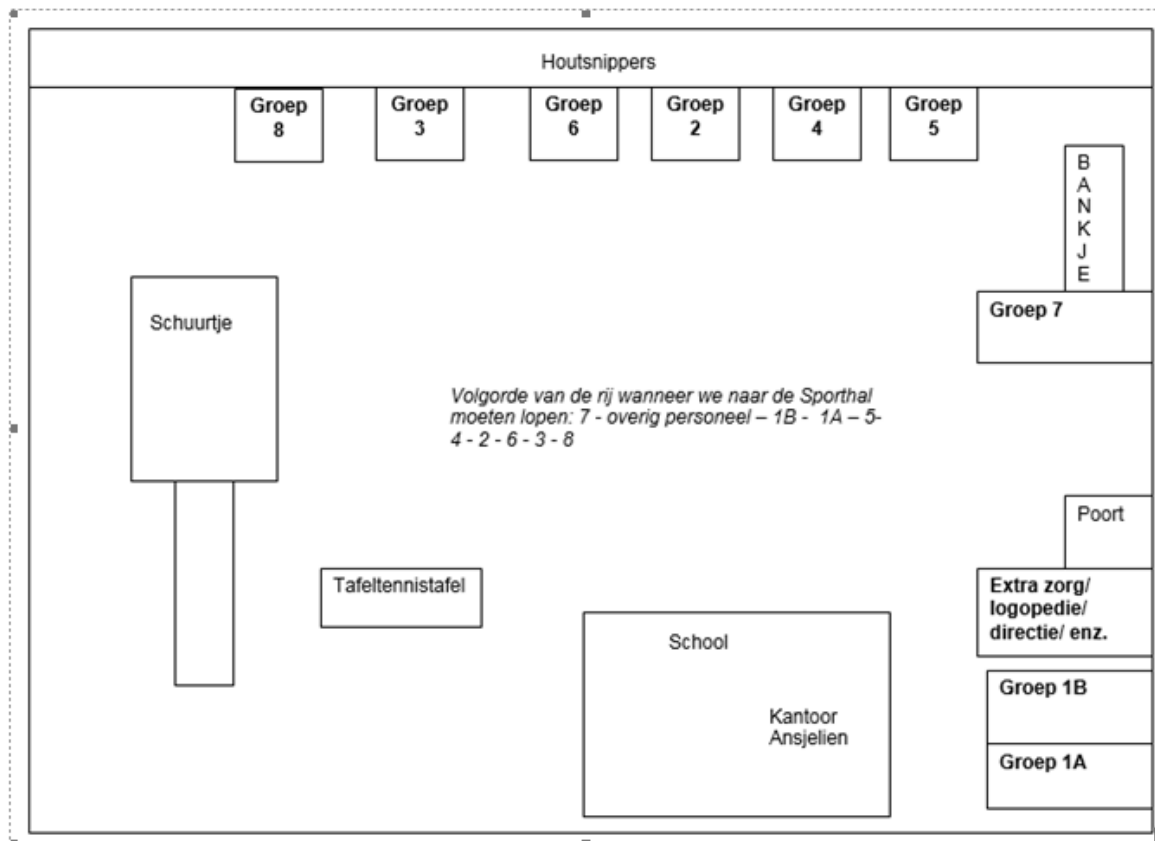 Houtsnippers
Groep
8
Groep
3
Groep
6
Groep
2
Groep
4
Groep
5
B
A
N
K
J
E
Groep 7
Schuurtje
Volgorde van de rij wanneer we naar de Sporthal
moeten lopen: 7 - overig personeel – 1B - 1A – 5-
4 - 2 - 6 - 3 - 8
Poort
Tafeltennistafel
Extra zorg/
logopedie/
directie/ enz.
School
Kantoor
Ansjelien
Groep 1B
Groep 1A